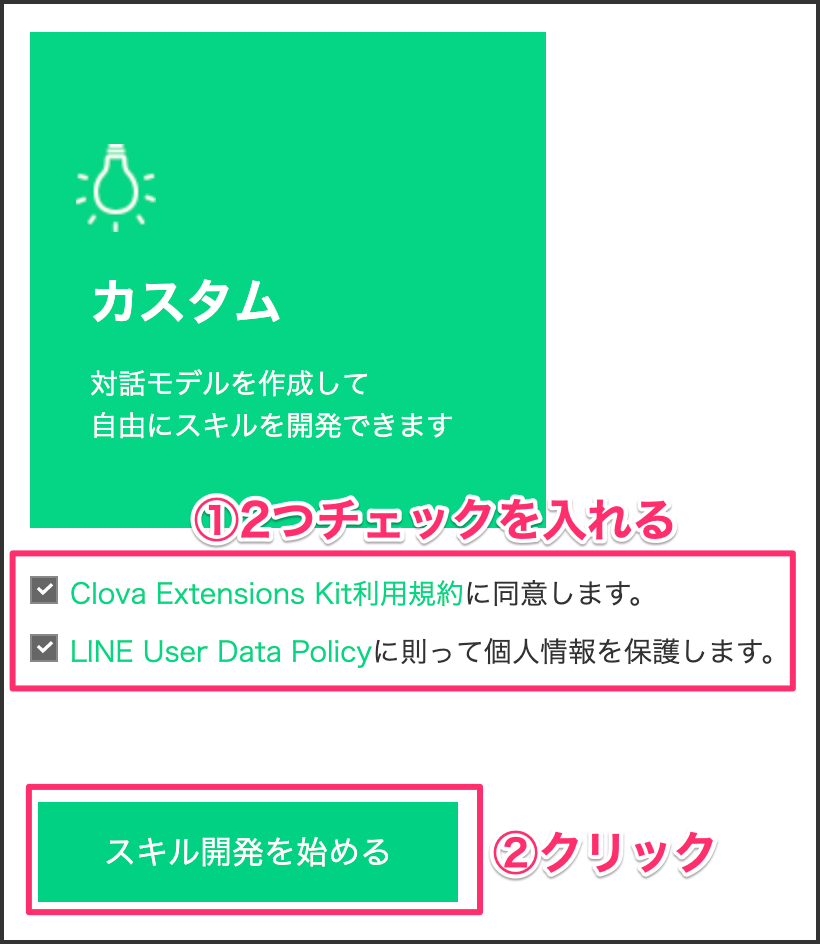 カスタム
対話モデルを作成して
自由にスキルを開発できます
①2つチェックを入れる
Clova Extensions Kit利用規約に同意します。
LINE User Data Policyに則って個人情報を保護します。
スキル開発を始める
②クリック